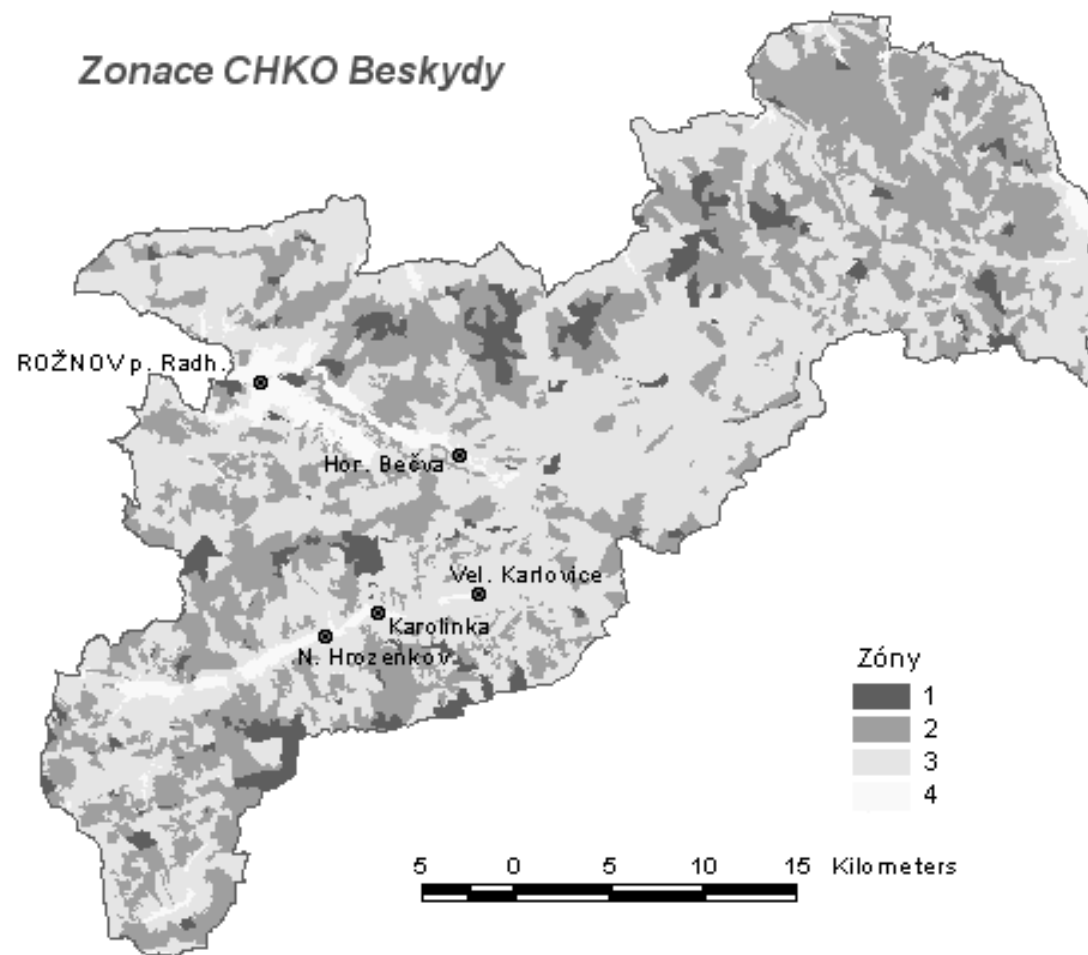 Zonace CHKO Beskydy
ROŽNOV p. Radh.
Hor. Bečva
Vel. Karlovice
Karolinka
N. Hrozenkov
Zóny
1
2
3
4
5 0 5 10 15 Kilometers